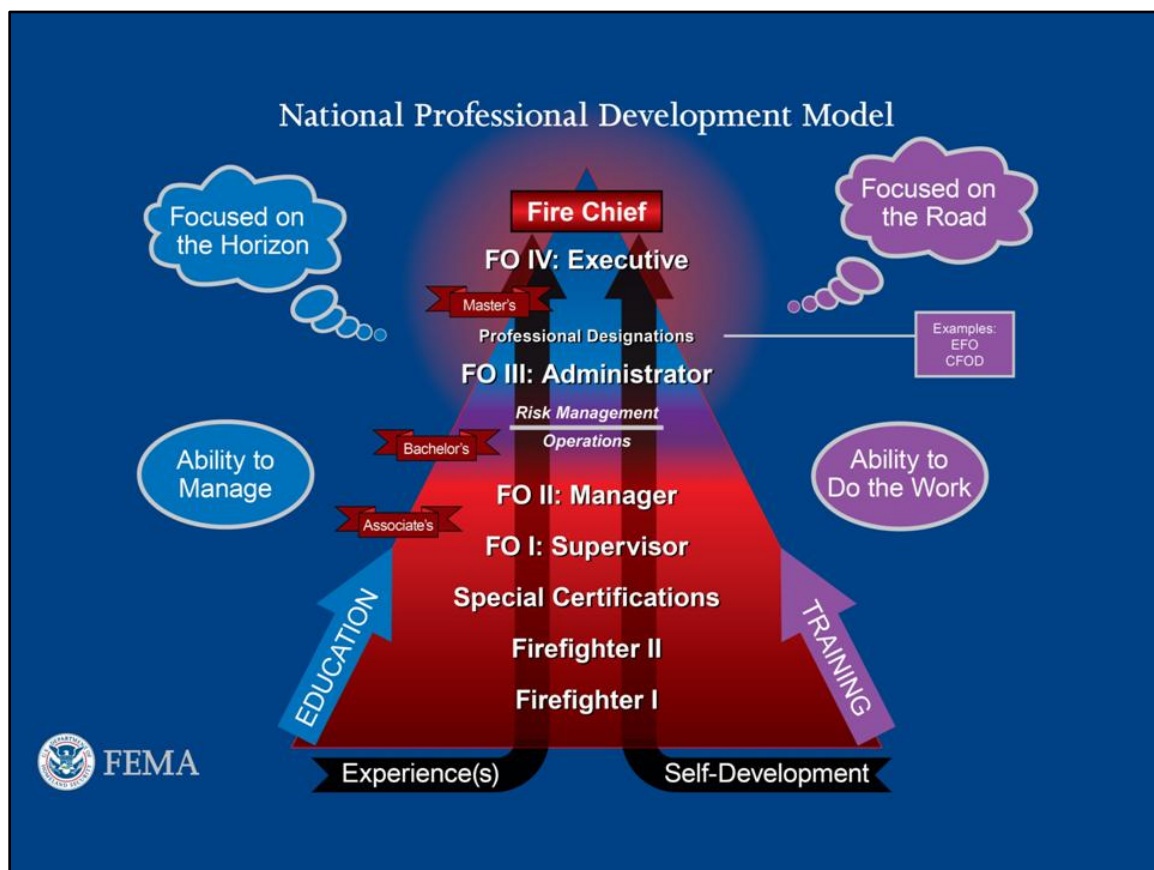 National Professional Development Model
Focused on
the Horizon
Focused on
the Road
Fire Chief
FO IV: Executive
Master's
Professional Designations
Examples:
EFO
CFOD
FO III: Administrator
Risk Management
Operations
Bachelor's
Ability to
Manage
Ability to
Do the Work
FO II: Manager
Associate's
FO I: Supervisor
Special Certifications
Firefighter II
Firefighter I
EDUCATION
TRAINING
FEMA
Experience(s)
Self-Development